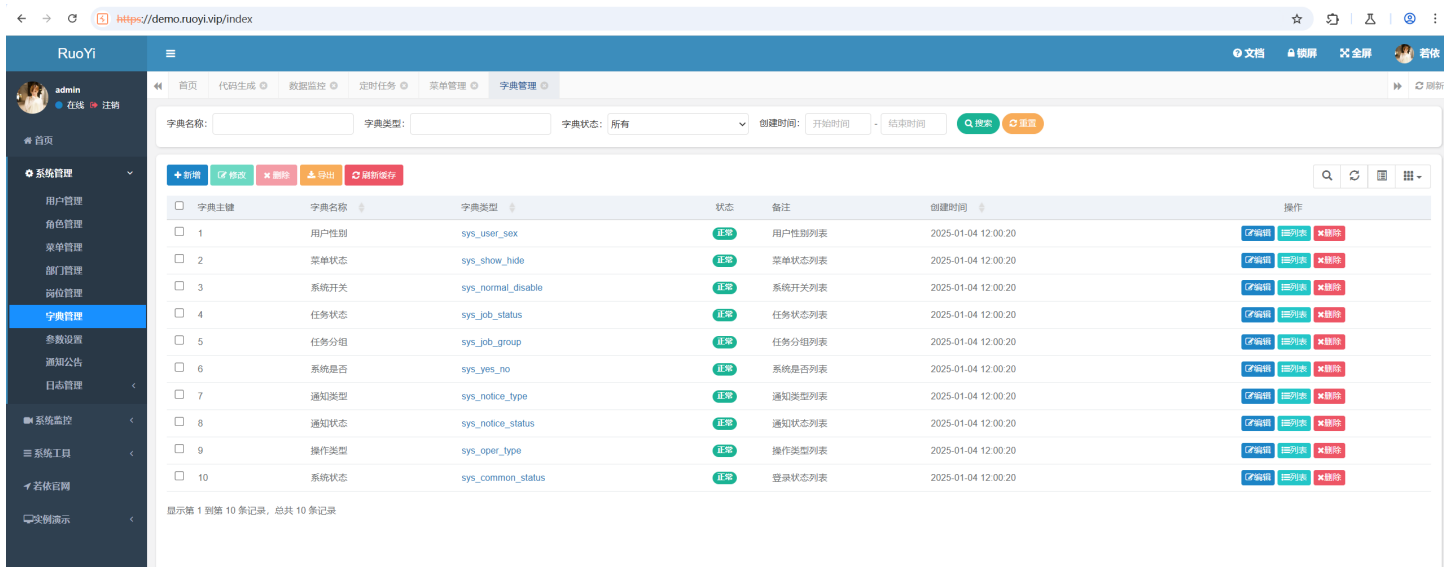 https://demo.ruoyi.vip/index
RuoYi 文档 锁屏 全屏 若依
admin
在线 注销
首页 代码生成 数据监控 定时任务 菜单管理 字典管理 刷新
字典名称: 字典类型: 字典状态: 所有 创建时间: 开始时间 - 结束时间 搜索 重置
首页
系统管理
用户管理
角色管理
菜单管理
部门管理
岗位管理
字典管理
参数设置
通知公告
日志管理
系统监控
系统工具
若依官网
实例演示
新增 修改 删除 导出 刷新缓存
字典主键 字典名称 字典类型 状态 备注 创建时间 操作
1 用户性别 sys_user_sex 正常 用户性别列表 2025-01-04 12:00:20 编辑 列表 删除
2 菜单状态 sys_show_hide 正常 菜单状态列表 2025-01-04 12:00:20 编辑 列表 删除
3 系统开关 sys_normal_disable 正常 系统开关列表 2025-01-04 12:00:20 编辑 列表 删除
4 任务状态 sys_job_status 正常 任务状态列表 2025-01-04 12:00:20 编辑 列表 删除
5 任务分组 sys_job_group 正常 任务分组列表 2025-01-04 12:00:20 编辑 列表 删除
6 系统是否 sys_yes_no 正常 系统是否列表 2025-01-04 12:00:20 编辑 列表 删除
7 通知类型 sys_notice_type 正常 通知类型列表 2025-01-04 12:00:20 编辑 列表 删除
8 通知状态 sys_notice_status 正常 通知状态列表 2025-01-04 12:00:20 编辑 列表 删除
9 操作类型 sys_oper_type 正常 操作类型列表 2025-01-04 12:00:20 编辑 列表 删除
10 系统状态 sys_common_status 正常 登录状态列表 2025-01-04 12:00:20 编辑 列表 删除
显示第 1 到第 10 条记录，总共 10 条记录